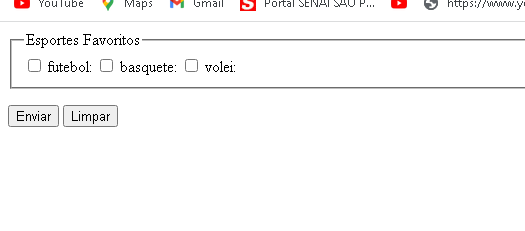 YouTube Maps Gmail Portal SENAI SÃO P... https://www.y
Esportes Favoritos
futebol: basquete: volei:
Enviar Limpar